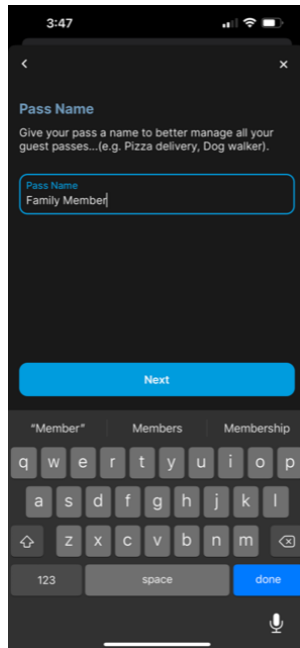 3:47
Pass Name
Give your pass a name to better manage all your
guest passes...(e.g. Pizza delivery, Dog walker).
Pass Name
Family Member
Next
“Member” Members Membership
q w e r t y u i o p
a s d f g h j k l
z x c v b n m
123 space done